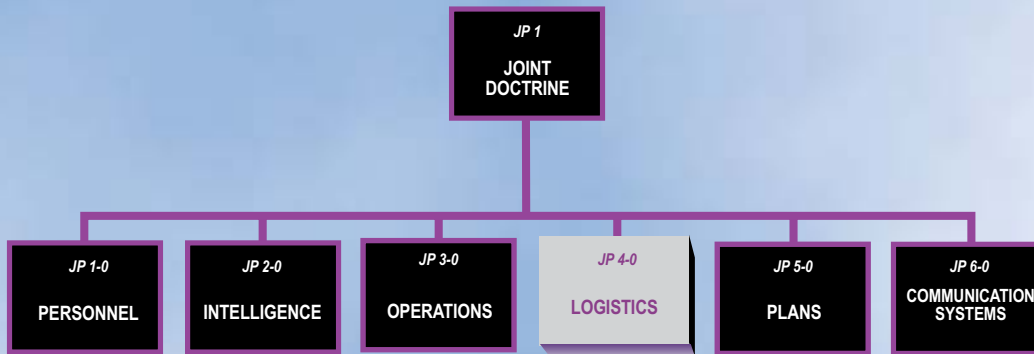 JP 1
JOINT
DOCTRINE
JP 1-0
PERSONNEL
JP 2-0
INTELLIGENCE
JP 3-0
OPERATIONS
JP 4-0
LOGISTICS
JP 5-0
PLANS
JP 6-0
COMMUNICATION
SYSTEMS